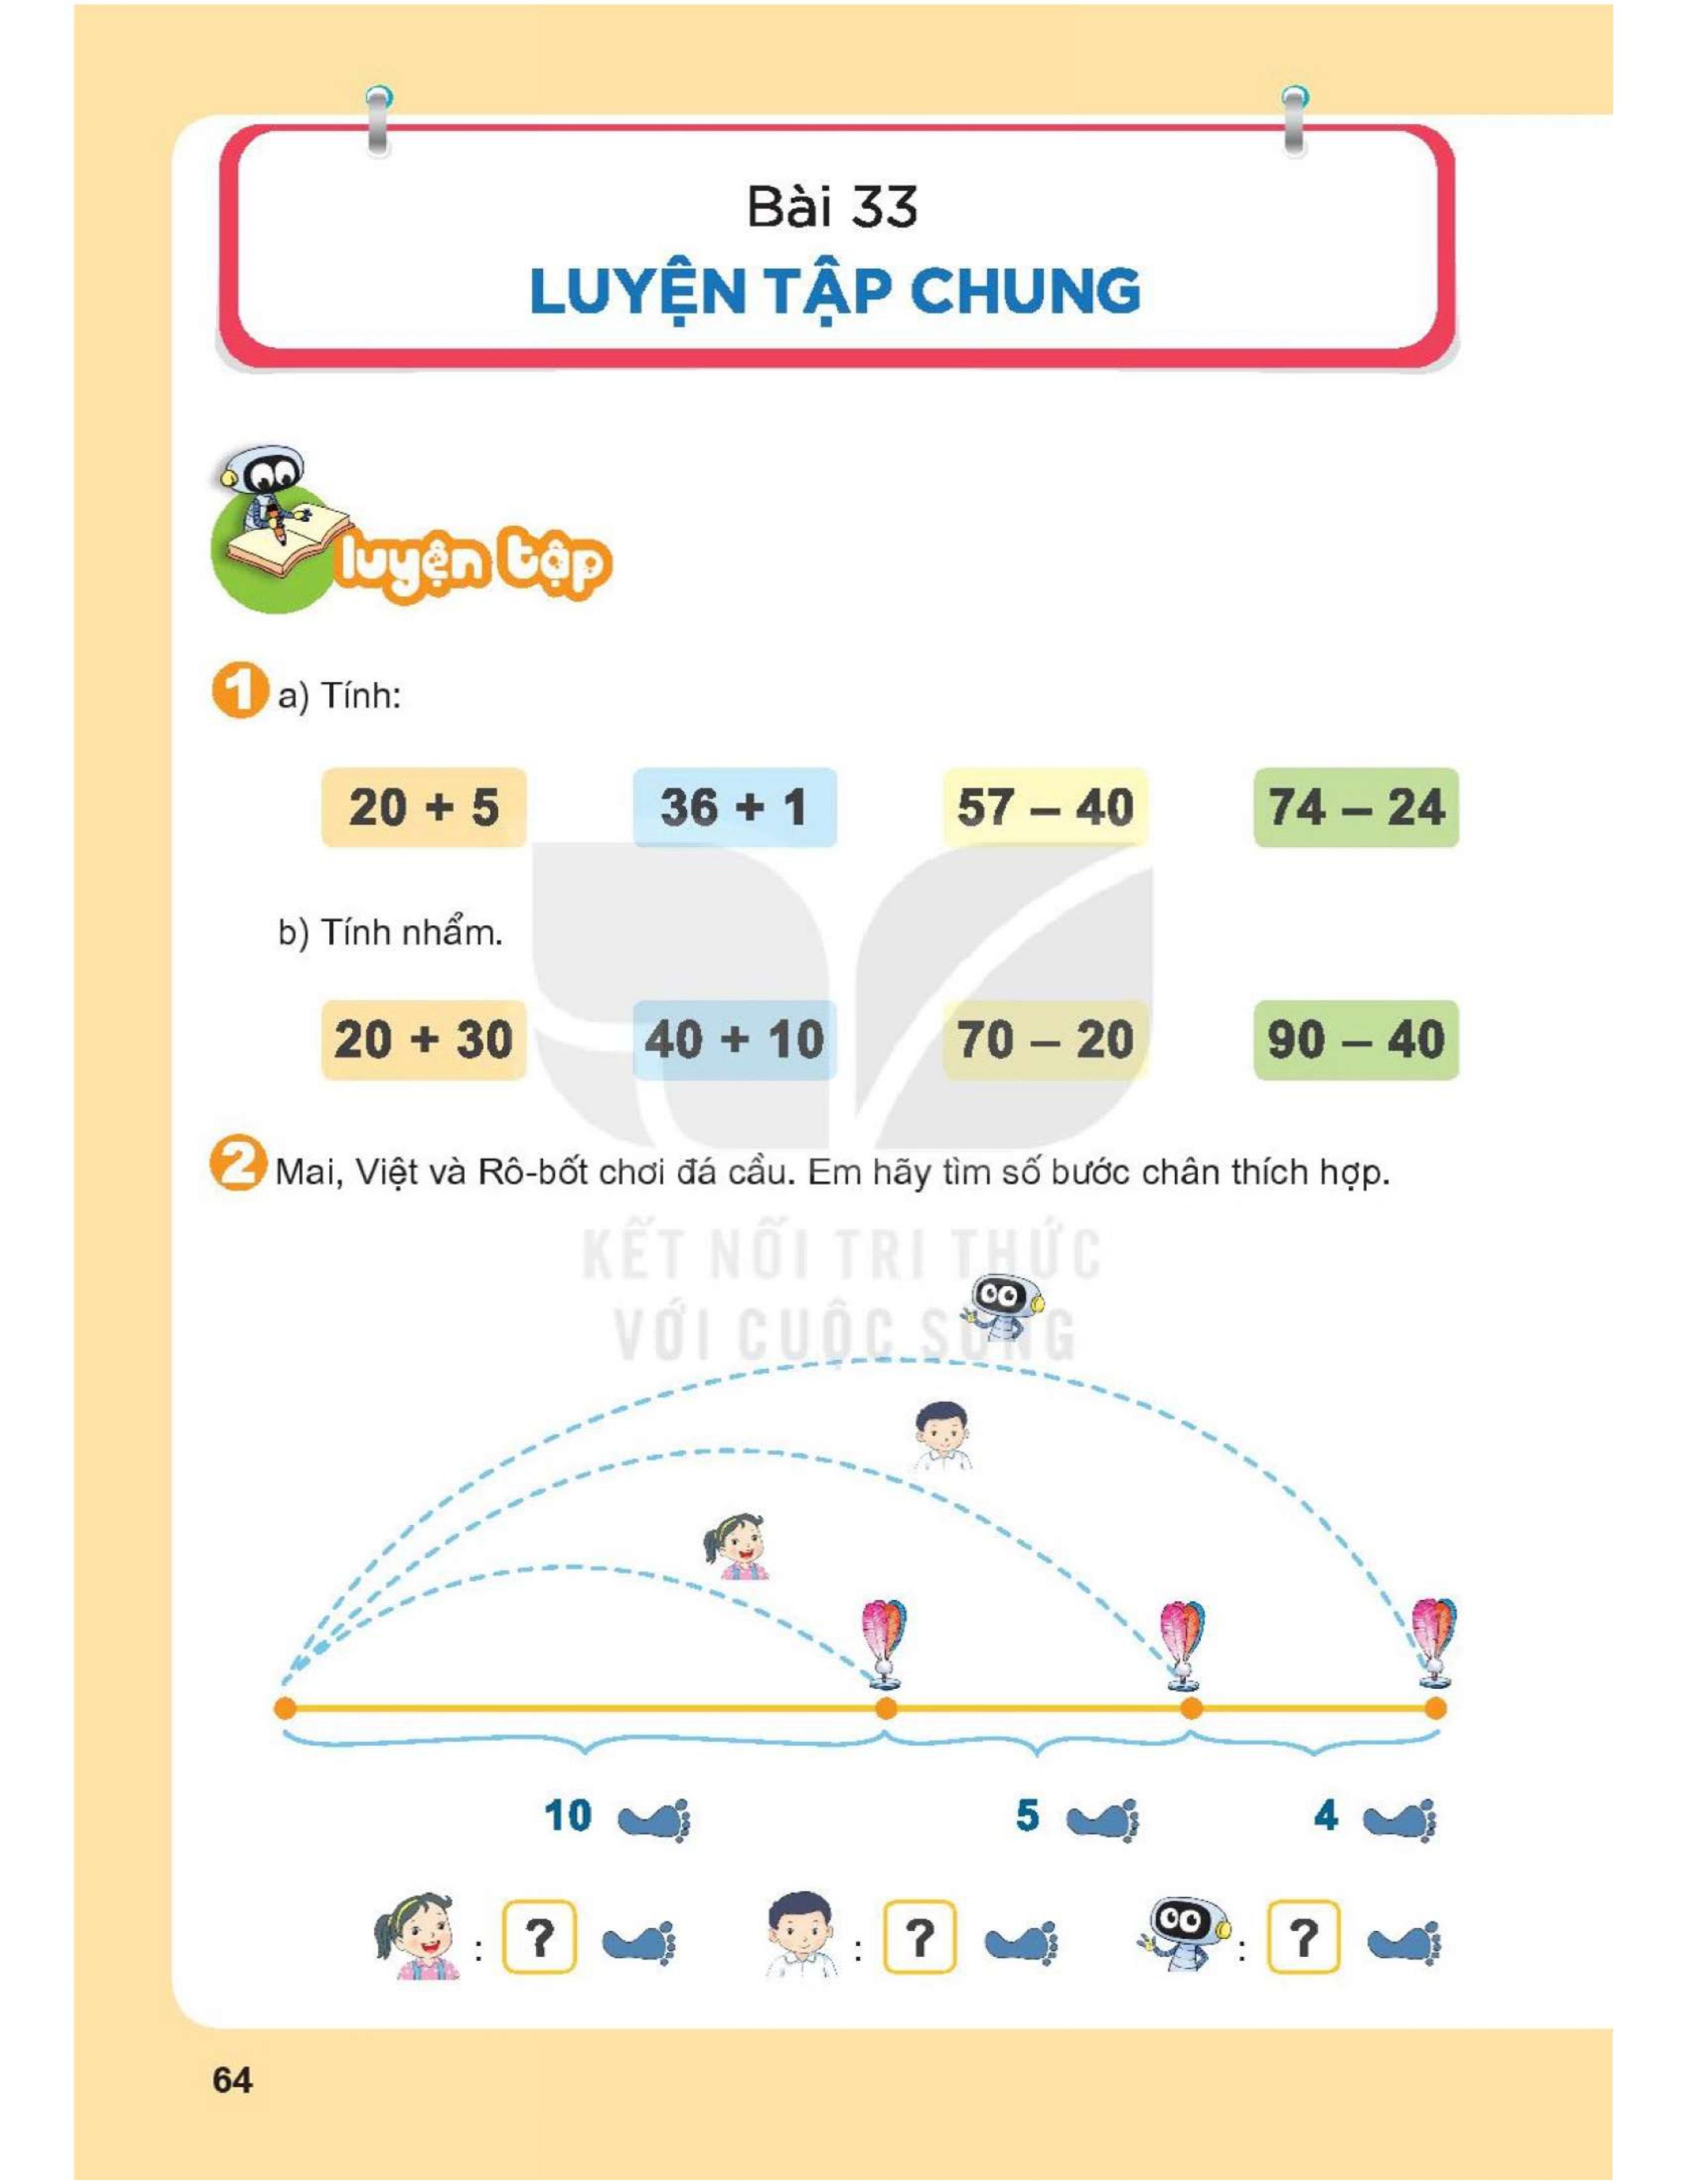 Bài 33
LUYỆN TẬP CHUNG
luyện tập
1 a) Tính:
20 + 5 36 + 1 57 – 40 74 – 24
b) Tính nhẩm.
20 + 30 40 + 10 70 – 20 90 – 40
2 Mai, Việt và Rô-bốt chơi đá cầu. Em hãy tìm số bước chân thích hợp.
KẾT NỐI TRI THỨC
VỚI CUỘC SỐNG
10 5 4
: ? : ? : ?
64